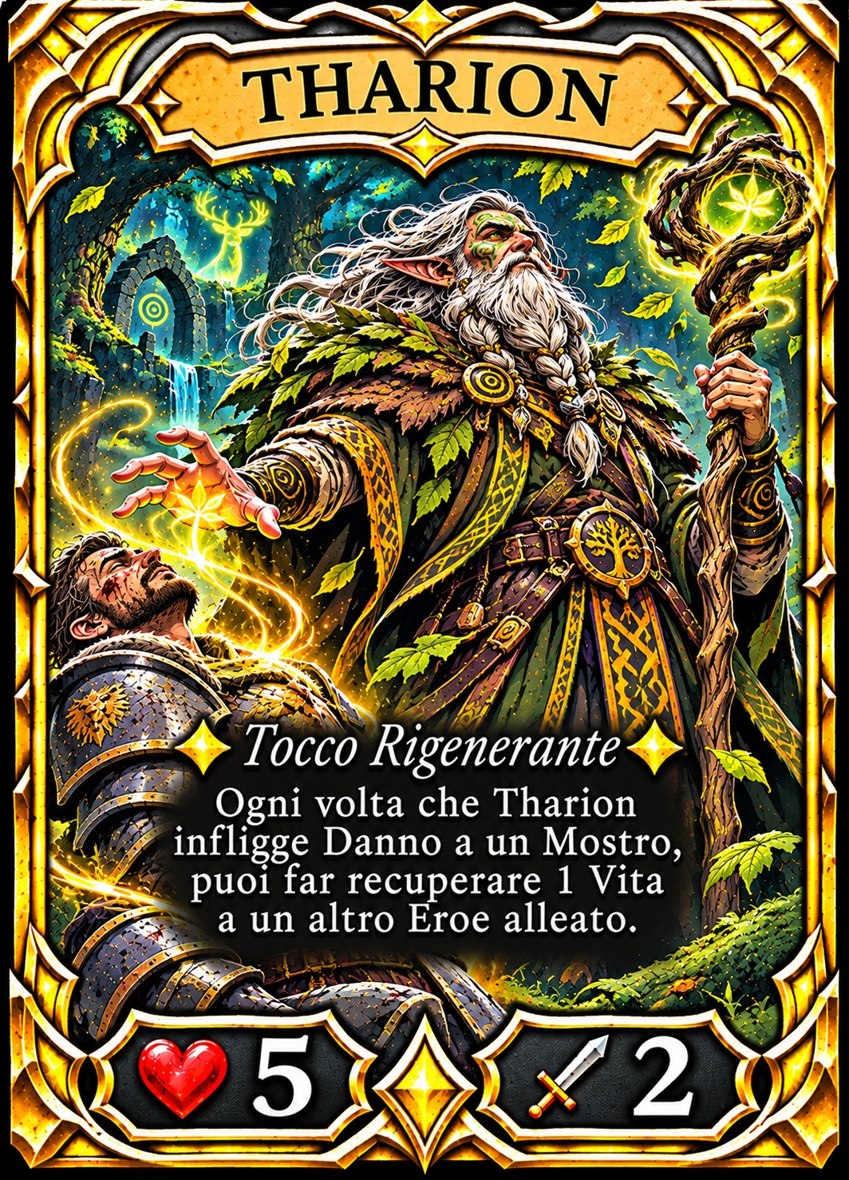 THARION
Tocco Rigenerante
Ogni volta che Tharion
infligge Danno a un Mostro,
puoi far recuperare 1 Vita
a un altro Eroe alleato.
5
2